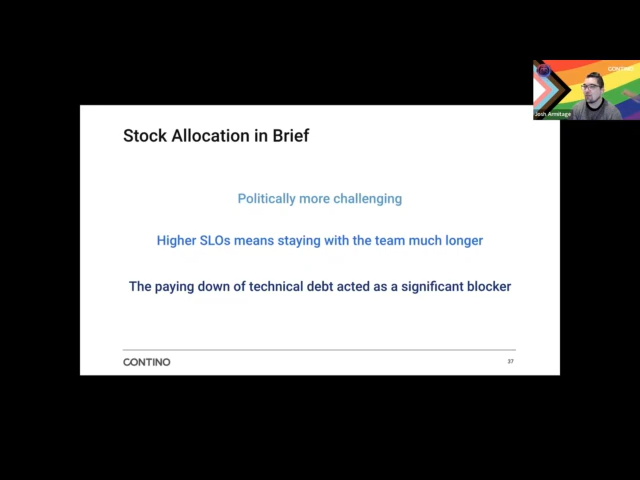 CONTINO
Josh Armitage
Stock Allocation in Brief
Politically more challenging
Higher SLOs means staying with the team much longer
The paying down of technical debt acted as a significant blocker
CONTINO
37